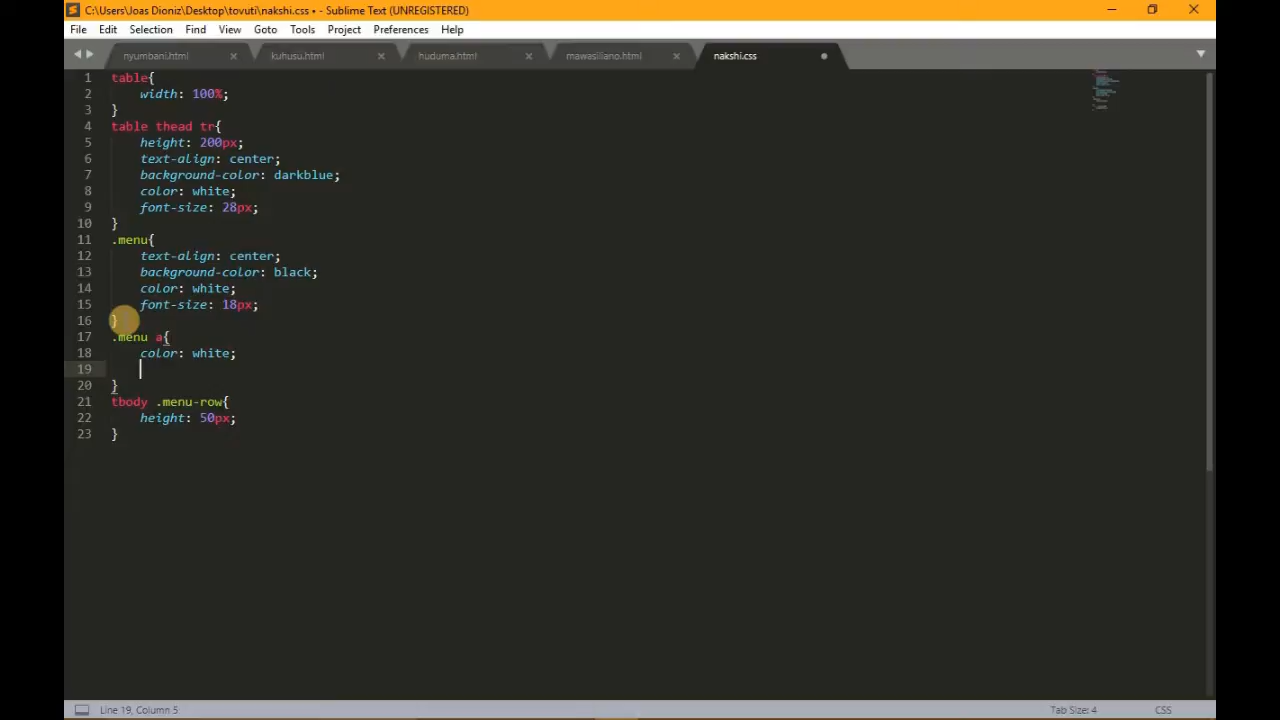 C:\Users\Joas Dioniz\Desktop\tovuti\nakshi.css • - Sublime Text (UNREGISTERED)
File Edit Selection Find View Goto Tools Project Preferences Help
nyumbani.html × kuhusu.html × huduma.html × mawasiliano.html × nakshi.css
1 table{
2 width: 100%;
3 }
4 table thead tr{
5 height: 200px;
6 text-align: center;
7 background-color: darkblue;
8 color: white;
9 font-size: 28px;
10 }
11 .menu{
12 text-align: center;
13 background-color: black;
14 color: white;
15 font-size: 18px;
16 }
17 .menu a{
18 color: white;
19
20 }
21 tbody .menu-row{
22 height: 50px;
23 }
Line 19, Column 5 Tab Size: 4 CSS